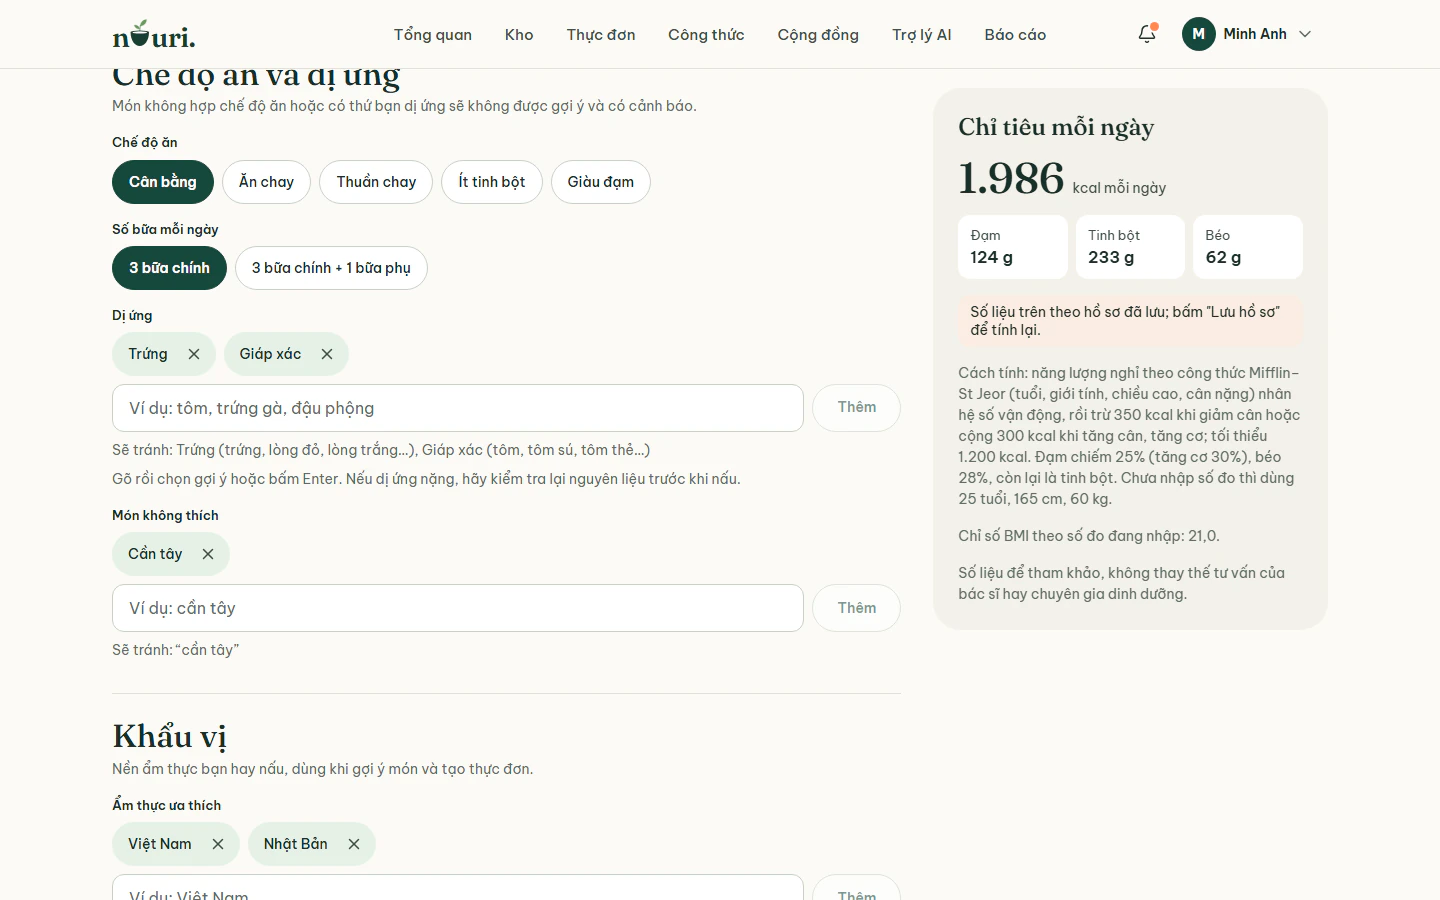 nouri.
Tổng quan
Kho
Thực đơn
Công thức
Cộng đồng
Trợ lý AI
Báo cáo
M
Minh Anh
Chế độ ăn và dị ứng
Món không hợp chế độ ăn hoặc có thứ bạn dị ứng sẽ không được gợi ý và có cảnh báo.
Chế độ ăn
Cân bằng
Ăn chay
Thuần chay
Ít tinh bột
Giàu đạm
Số bữa mỗi ngày
3 bữa chính
3 bữa chính + 1 bữa phụ
Dị ứng
Trứng
Giáp xác
Ví dụ: tôm, trứng gà, đậu phộng
Thêm
Sẽ tránh: Trứng (trứng, lòng đỏ, lòng trắng…), Giáp xác (tôm, tôm sú, tôm thẻ…)
Gõ rồi chọn gợi ý hoặc bấm Enter. Nếu dị ứng nặng, hãy kiểm tra lại nguyên liệu trước khi nấu.
Món không thích
Cần tây
Ví dụ: cần tây
Thêm
Sẽ tránh: “cần tây”
Khẩu vị
Nền ẩm thực bạn hay nấu, dùng khi gợi ý món và tạo thực đơn.
Ẩm thực ưa thích
Việt Nam
Nhật Bản
Ví dụ: Việt Nam
Thêm
Chỉ tiêu mỗi ngày
1.986 kcal mỗi ngày
Đạm
124 g
Tinh bột
233 g
Béo
62 g
Số liệu trên theo hồ sơ đã lưu; bấm "Lưu hồ sơ"
để tính lại.
Cách tính: năng lượng nghỉ theo công thức Mifflin–
St Jeor (tuổi, giới tính, chiều cao, cân nặng) nhân
hệ số vận động, rồi trừ 350 kcal khi giảm cân hoặc
cộng 300 kcal khi tăng cân, tăng cơ; tối thiểu
1.200 kcal. Đạm chiếm 25% (tăng cơ 30%), béo
28%, còn lại là tinh bột. Chưa nhập số đo thì dùng
25 tuổi, 165 cm, 60 kg.
Chỉ số BMI theo số đo đang nhập: 21,0.
Số liệu để tham khảo, không thay thế tư vấn của
bác sĩ hay chuyên gia dinh dưỡng.